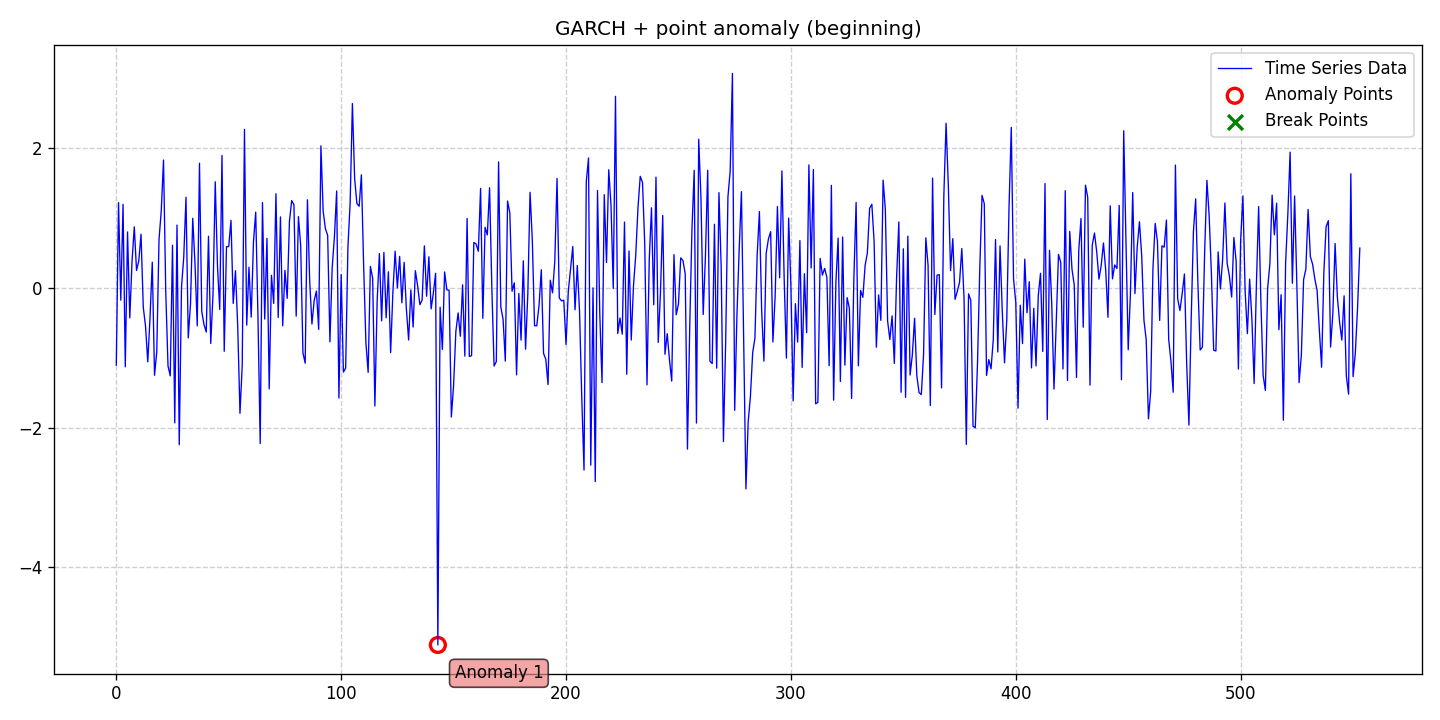 GARCH + point anomaly (beginning)
Time Series Data
Anomaly Points
Break Points
2
0
−2
−4
Anomaly 1
0
100
200
300
400
500